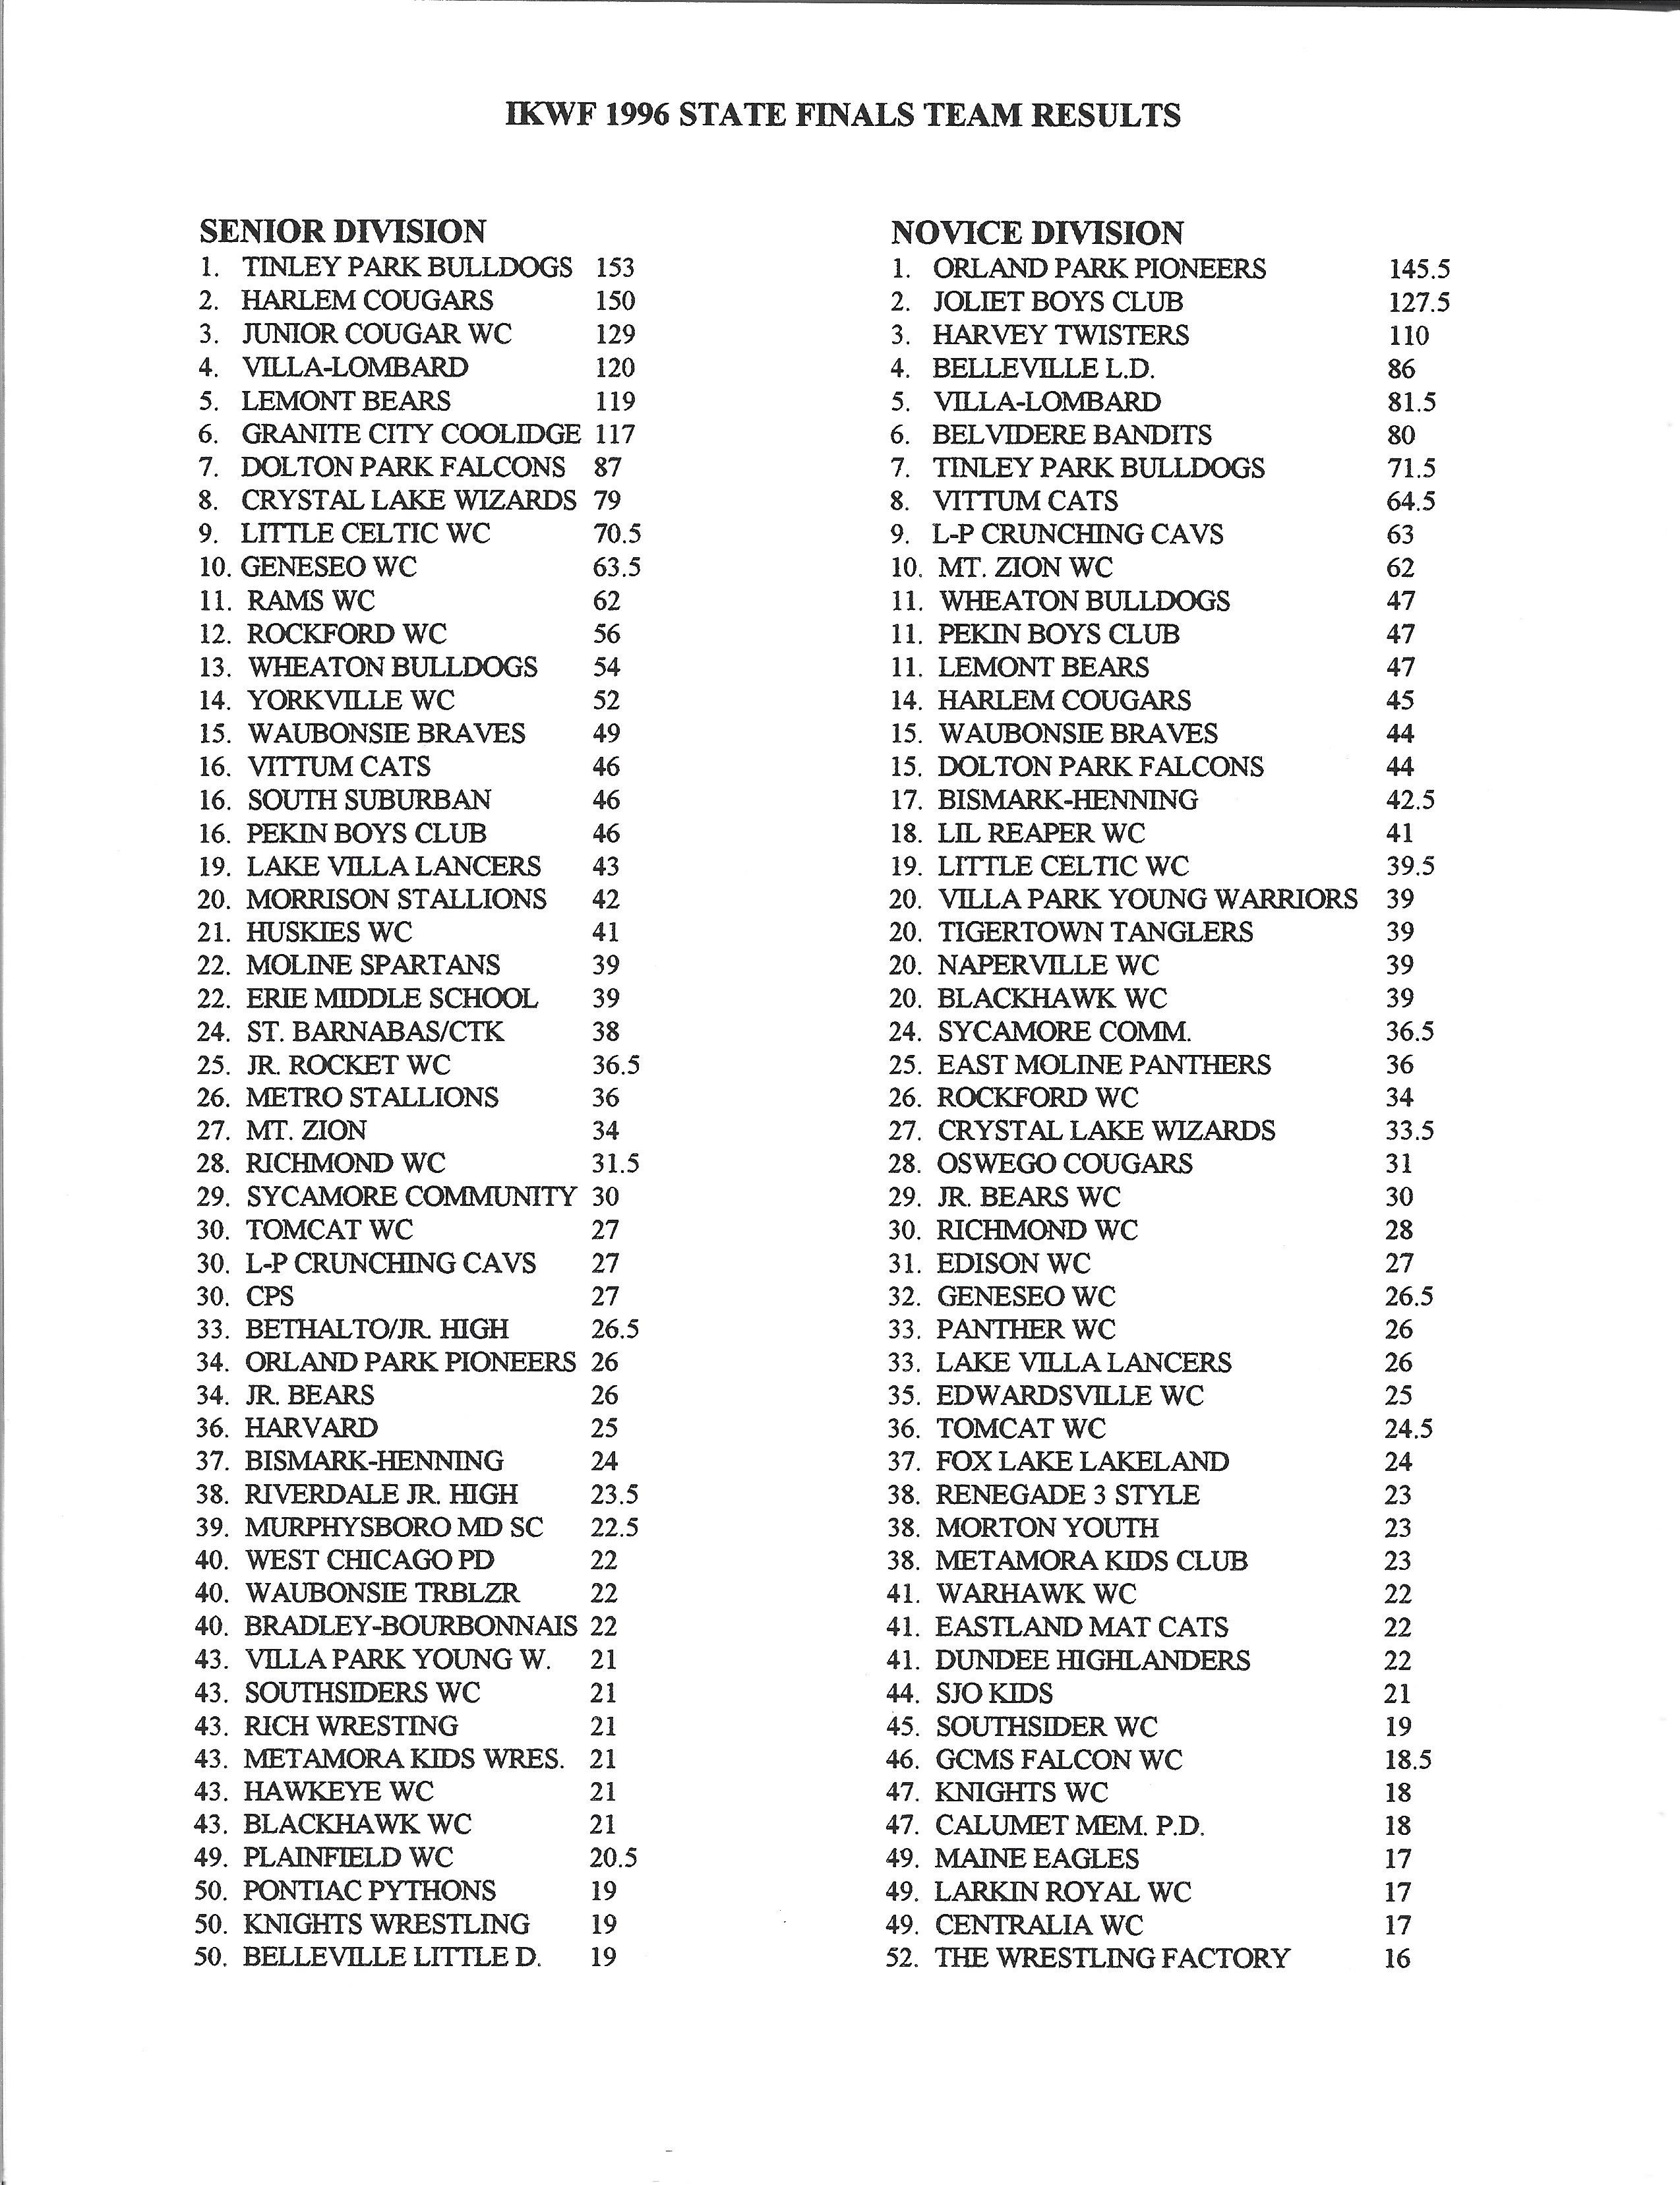 IKWF 1996 STATE FINALS TEAM RESULTS
SENIOR DIVISION
1. TINLEY PARK BULLDOGS 153
2. HARLEM COUGARS 150
3. JUNIOR COUGAR WC 129
4. VILLA-LOMBARD 120
5. LEMONT BEARS 119
6. GRANITE CITY COOLIDGE 117
7. DOLTON PARK FALCONS 87
8. CRYSTAL LAKE WIZARDS 79
9. LITTLE CELTIC WC 70.5
10. GENESEO WC 63.5
11. RAMS WC 62
12. ROCKFORD WC 56
13. WHEATON BULLDOGS 54
14. YORKVILLE WC 52
15. WAUBONSIE BRAVES 49
16. VITTUM CATS 46
16. SOUTH SUBURBAN 46
16. PEKIN BOYS CLUB 46
19. LAKE VILLA LANCERS 43
20. MORRISON STALLIONS 42
21. HUSKIES WC 41
22. MOLINE SPARTANS 39
22. ERIE MIDDLE SCHOOL 39
24. ST. BARNABAS/CTK 38
25. JR. ROCKET WC 36.5
26. METRO STALLIONS 36
27. MT. ZION 34
28. RICHMOND WC 31.5
29. SYCAMORE COMMUNITY 30
30. TOMCAT WC 27
30. L-P CRUNCHING CAVS 27
30. CPS 27
33. BETHALTO/JR. HIGH 26.5
34. ORLAND PARK PIONEERS 26
34. JR. BEARS 26
36. HARVARD 25
37. BISMARK-HENNING 24
38. RIVERDALE JR. HIGH 23.5
39. MURPHYSBORO MD SC 22.5
40. WEST CHICAGO PD 22
40. WAUBONSIE TRBLZR 22
40. BRADLEY-BOURBONNAIS 22
43. VILLA PARK YOUNG W. 21
43. SOUTHSIDERS WC 21
43. RICH WRESTING 21
43. METAMORA KIDS WRES. 21
43. HAWKEYE WC 21
43. BLACKHAWK WC 21
49. PLAINFIELD WC 20.5
50. PONTIAC PYTHONS 19
50. KNIGHTS WRESTLING 19
50. BELLEVILLE LITTLE D. 19
NOVICE DIVISION
1. ORLAND PARK PIONEERS 145.5
2. JOLIET BOYS CLUB 127.5
3. HARVEY TWISTERS 110
4. BELLEVILLE L.D. 86
5. VILLA-LOMBARD 81.5
6. BELVIDERE BANDITS 80
7. TINLEY PARK BULLDOGS 71.5
8. VITTUM CATS 64.5
9. L-P CRUNCHING CAVS 63
10. MT. ZION WC 62
11. WHEATON BULLDOGS 47
11. PEKIN BOYS CLUB 47
11. LEMONT BEARS 47
14. HARLEM COUGARS 45
15. WAUBONSIE BRAVES 44
15. DOLTON PARK FALCONS 44
17. BISMARK-HENNING 42.5
18. LIL REAPER WC 41
19. LITTLE CELTIC WC 39.5
20. VILLA PARK YOUNG WARRIORS 39
20. TIGERTOWN TANGLERS 39
20. NAPERVILLE WC 39
20. BLACKHAWK WC 39
24. SYCAMORE COMM. 36.5
25. EAST MOLINE PANTHERS 36
26. ROCKFORD WC 34
27. CRYSTAL LAKE WIZARDS 33.5
28. OSWEGO COUGARS 31
29. JR. BEARS WC 30
30. RICHMOND WC 28
31. EDISON WC 27
32. GENESEO WC 26.5
33. PANTHER WC 26
33. LAKE VILLA LANCERS 26
35. EDWARDSVILLE WC 25
36. TOMCAT WC 24.5
37. FOX LAKE LAKELAND 24
38. RENEGADE 3 STYLE 23
38. MORTON YOUTH 23
38. METAMORA KIDS CLUB 23
41. WARHAWK WC 22
41. EASTLAND MAT CATS 22
41. DUNDEE HIGHLANDERS 22
44. SJO KIDS 21
45. SOUTHSIDER WC 19
46. GCMS FALCON WC 18.5
47. KNIGHTS WC 18
47. CALUMET MEM. P.D. 18
49. MAINE EAGLES 17
49. LARKIN ROYAL WC 17
49. CENTRALIA WC 17
52. THE WRESTLING FACTORY 16